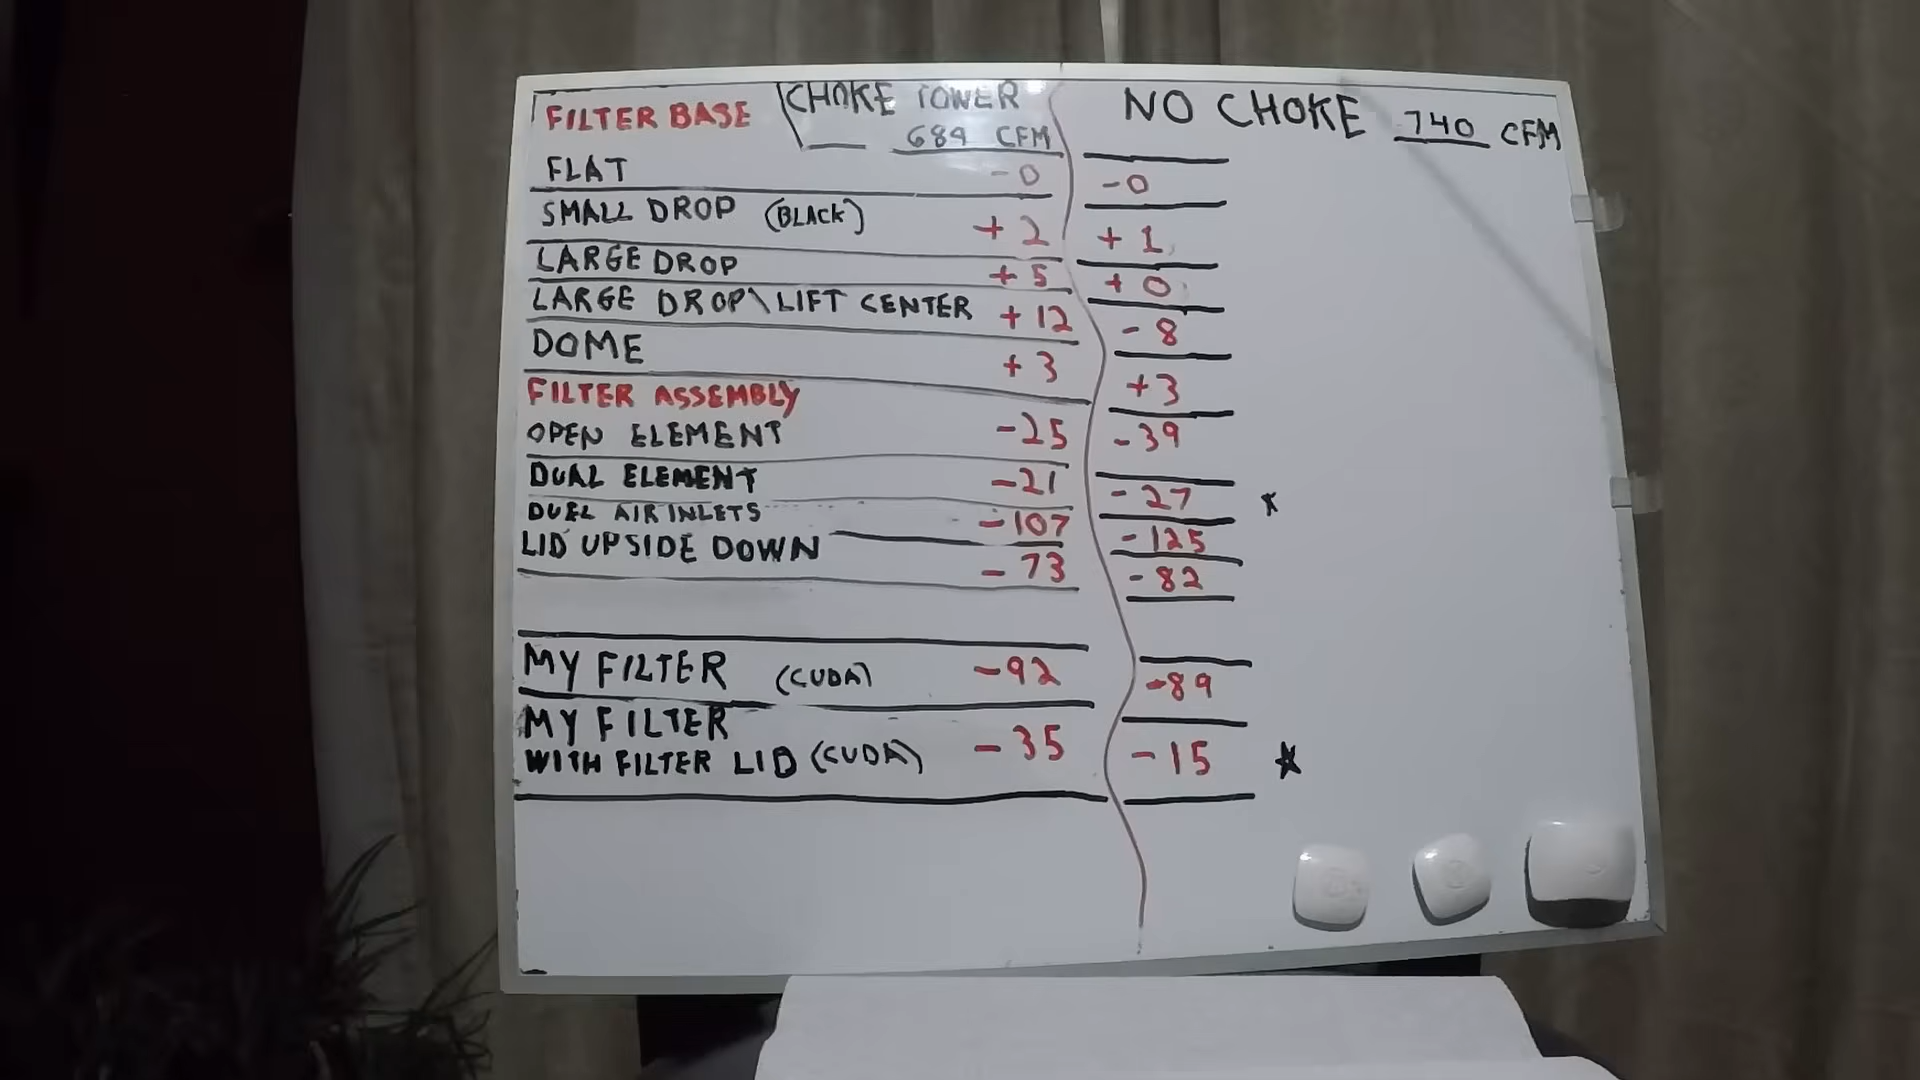 FILTER BASE CHOKE TOWER NO CHOKE 740 CFM
684 CFM
FLAT -0 -0
SMALL DROP (BLACK) +2 +1
LARGE DROP +5 +0
LARGE DROP\LIFT CENTER +12 -8
DOME +3 +3
FILTER ASSEMBLY
OPEN ELEMENT -25 -39
DUAL ELEMENT -21 -27
DUEL AIR INLETS -107 -125
LID UPSIDE DOWN -73 -82
MY FILTER (CUDA) -92 -89
MY FILTER
WITH FILTER LID (CUDA) -35 -15